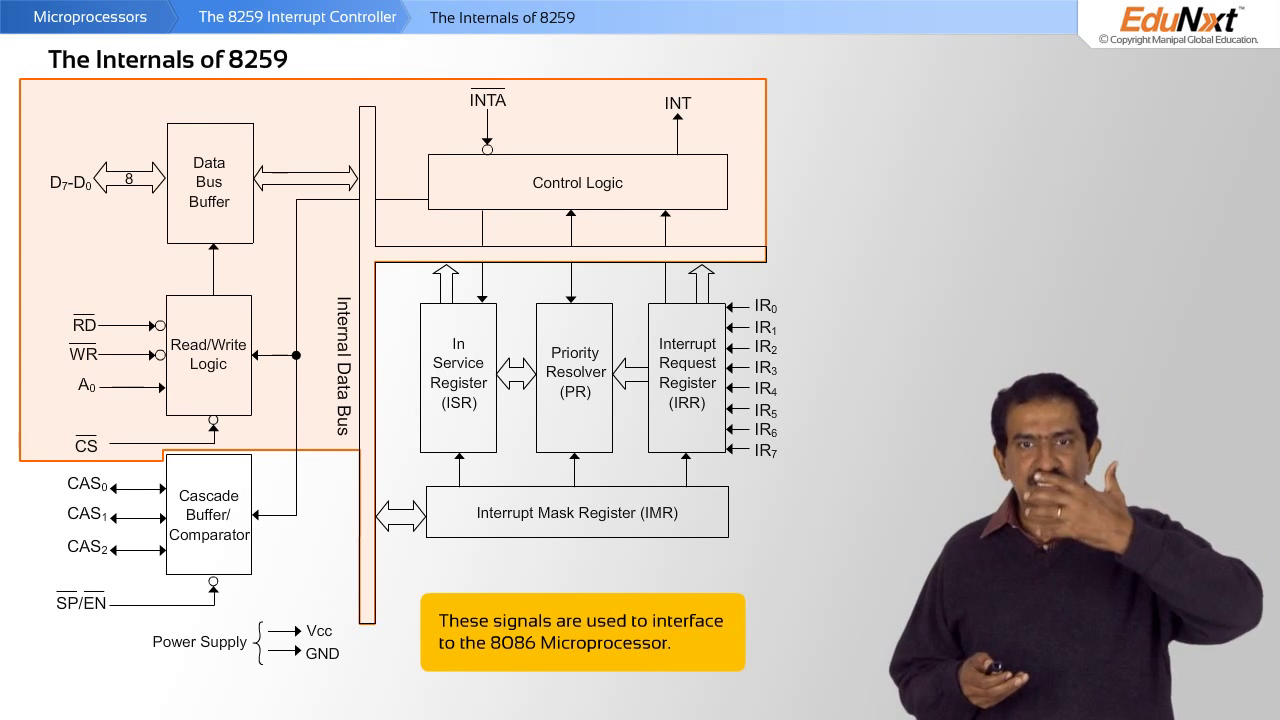 Microprocessors
The 8259 Interrupt Controller
The Internals of 8259
EduNxt™
© Copyright Manipal Global Education.
The Internals of 8259
INTA
INT
D7-D0
8
Data
Bus
Buffer
Control Logic
RD
WR
A0
CS
Read/Write
Logic
Internal Data Bus
In
Service
Register
(ISR)
Priority
Resolver
(PR)
Interrupt
Request
Register
(IRR)
IR0
IR1
IR2
IR3
IR4
IR5
IR6
IR7
CAS0
CAS1
CAS2
Cascade
Buffer/
Comparator
Interrupt Mask Register (IMR)
SP/EN
Power Supply
Vcc
GND
These signals are used to interface
to the 8086 Microprocessor.